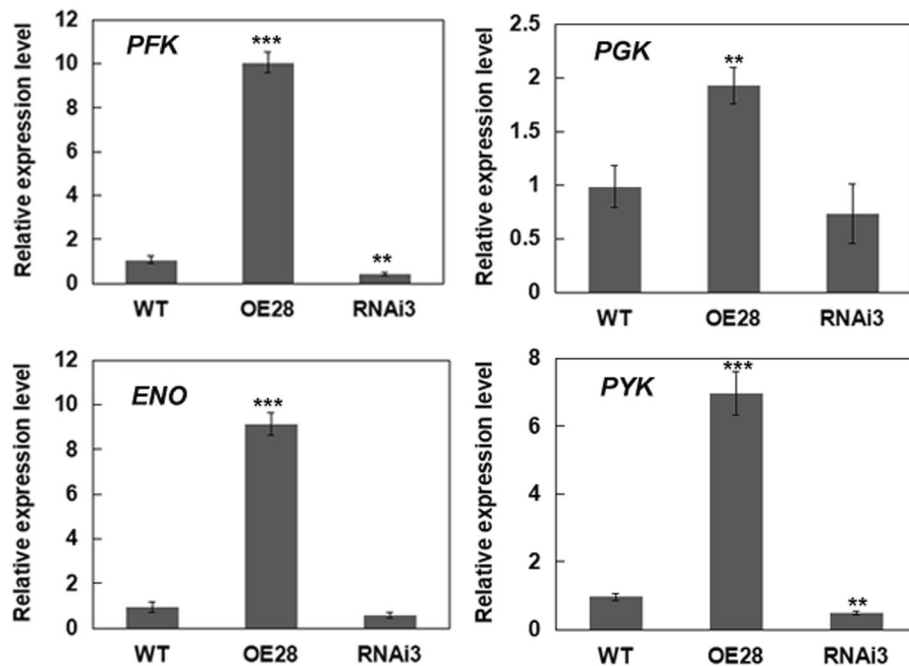 Relative expression level
12
10
8
6
4
2
0
PFK
***
**
WT OE28 RNAi3
Relative expression level
2.5
2
1.5
1
0.5
0
PGK
**
WT OE28 RNAi3
Relative expression level
12
10
8
6
4
2
0
ENO
***
WT OE28 RNAi3
Relative expression level
8
6
4
2
0
PYK
***
**
WT OE28 RNAi3